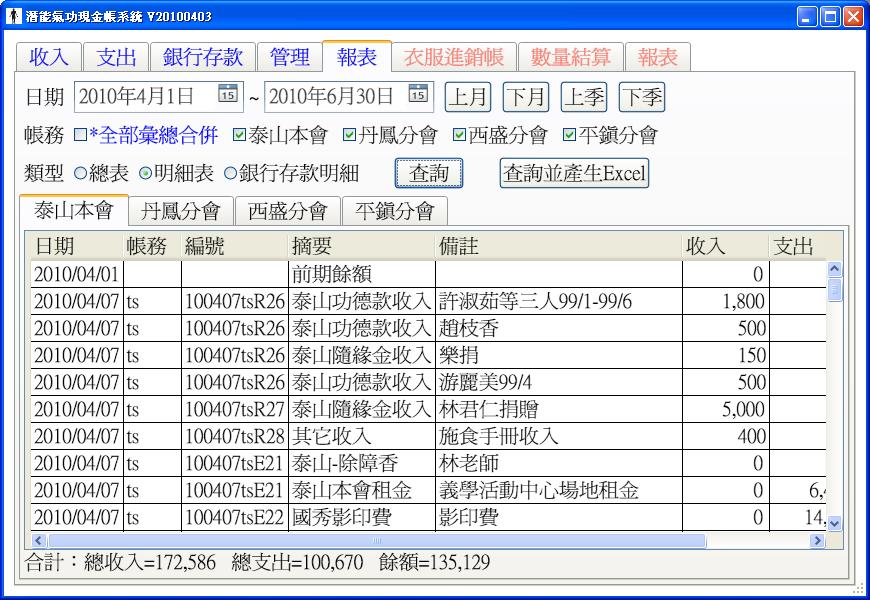 潛能氣功現金帳系統 V20100403
收入 支出 銀行存款 管理 報表 衣服進銷帳 數量結算 報表
日期 2010年4月1日 15 ~ 2010年6月30日 15 上月 下月 上季 下季
帳務 *全部彙總合併 泰山本會 丹鳳分會 西盛分會 平鎮分會
類型 總表 明細表 銀行存款明細 查詢 查詢並產生Excel
泰山本會 丹鳳分會 西盛分會 平鎮分會
日期 帳務 編號 摘要 備註 收入 支出
2010/04/01 前期餘額 0
2010/04/07 ts 100407tsR26 泰山功德款收入 許淑茹等三人99/1-99/6 1,800
2010/04/07 ts 100407tsR26 泰山功德款收入 趙枝香 500
2010/04/07 ts 100407tsR26 泰山隨緣金收入 樂捐 150
2010/04/07 ts 100407tsR26 泰山功德款收入 游麗美99/4 500
2010/04/07 ts 100407tsR27 泰山隨緣金收入 林君仁捐贈 5,000
2010/04/07 ts 100407tsR28 其它收入 施食手冊收入 400
2010/04/07 ts 100407tsE21 泰山-除障香 林老師 0
2010/04/07 ts 100407tsE21 泰山本會租金 義學活動中心場地租金 0 6,
2010/04/07 ts 100407tsE22 國秀影印費 影印費 0 14,
合計：總收入=172,586 總支出=100,670 餘額=135,129